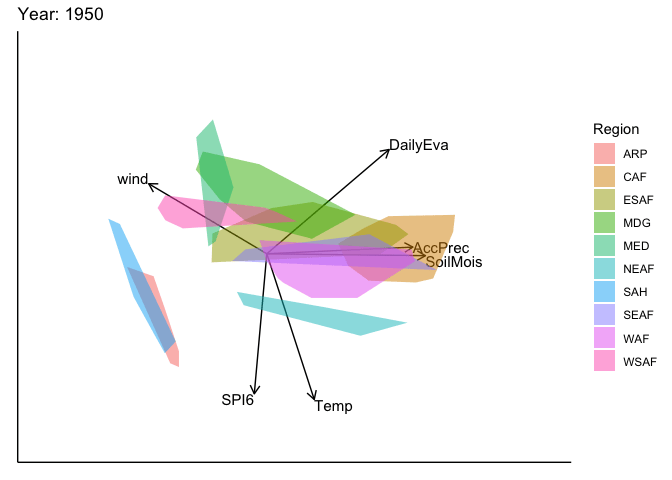 Year: 1950
DailyEva
wind
AccPrec
SoilMois
SPI6
Temp
Region
ARP
CAF
ESAF
MDG
MED
NEAF
SAH
SEAF
WAF
WSAF